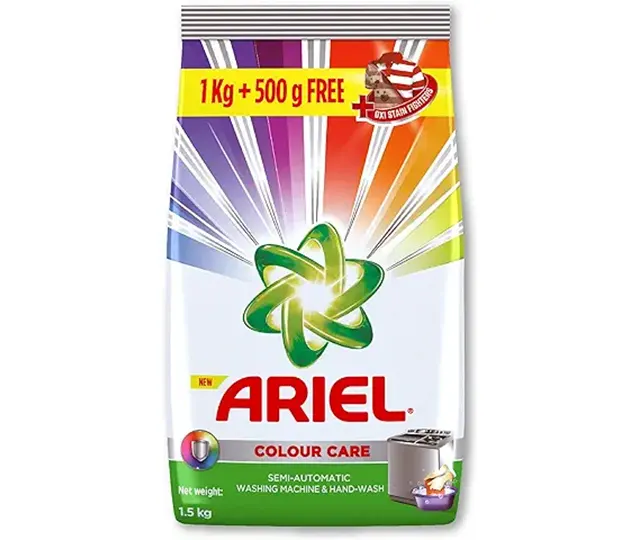 1 Kg + 500 g FREE
+ OXI STAIN FIGHTERS
NEW
ARIEL®
COLOUR CARE
SEMI-AUTOMATIC
WASHING MACHINE & HAND-WASH
Net weight:
1.5 kg